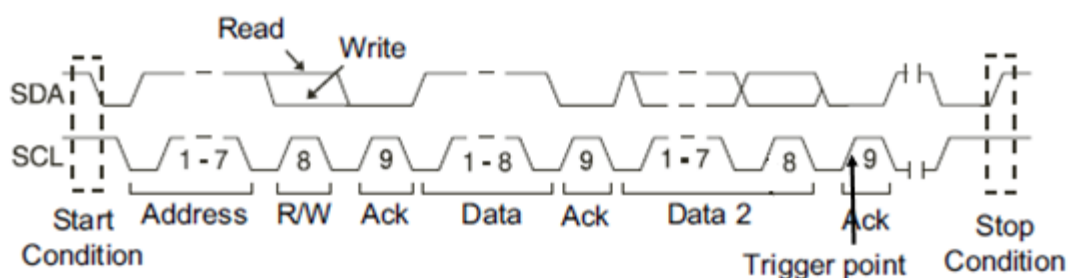 Read
Write
SDA
SCL
1 - 7
8
9
1 - 8
9
1 - 7
8
9
Start
Condition
Address
R/W
Ack
Data
Ack
Data 2
Ack
Trigger point
Stop
Condition